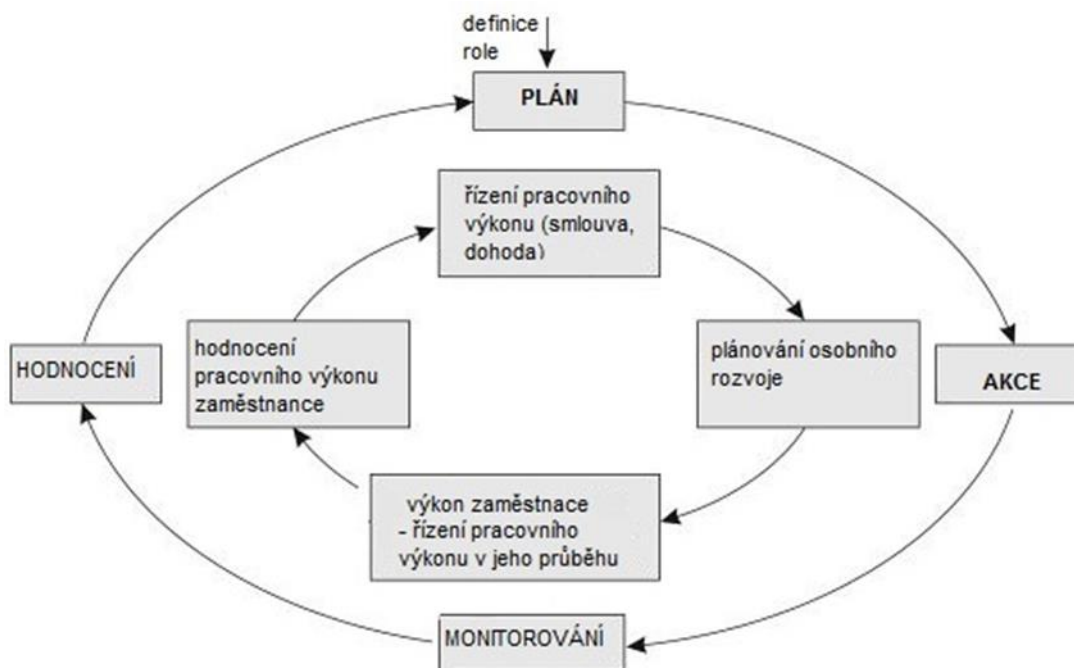 definice
role
PLÁN
řízení pracovního
výkonu (smlouva,
dohoda)
hodnocení
pracovního výkonu
zaměstnance
plánování osobního
rozvoje
HODNOCENÍ
AKCE
výkon zaměstnace
- řízení pracovního
výkonu v jeho průběhu
MONITOROVÁNÍ